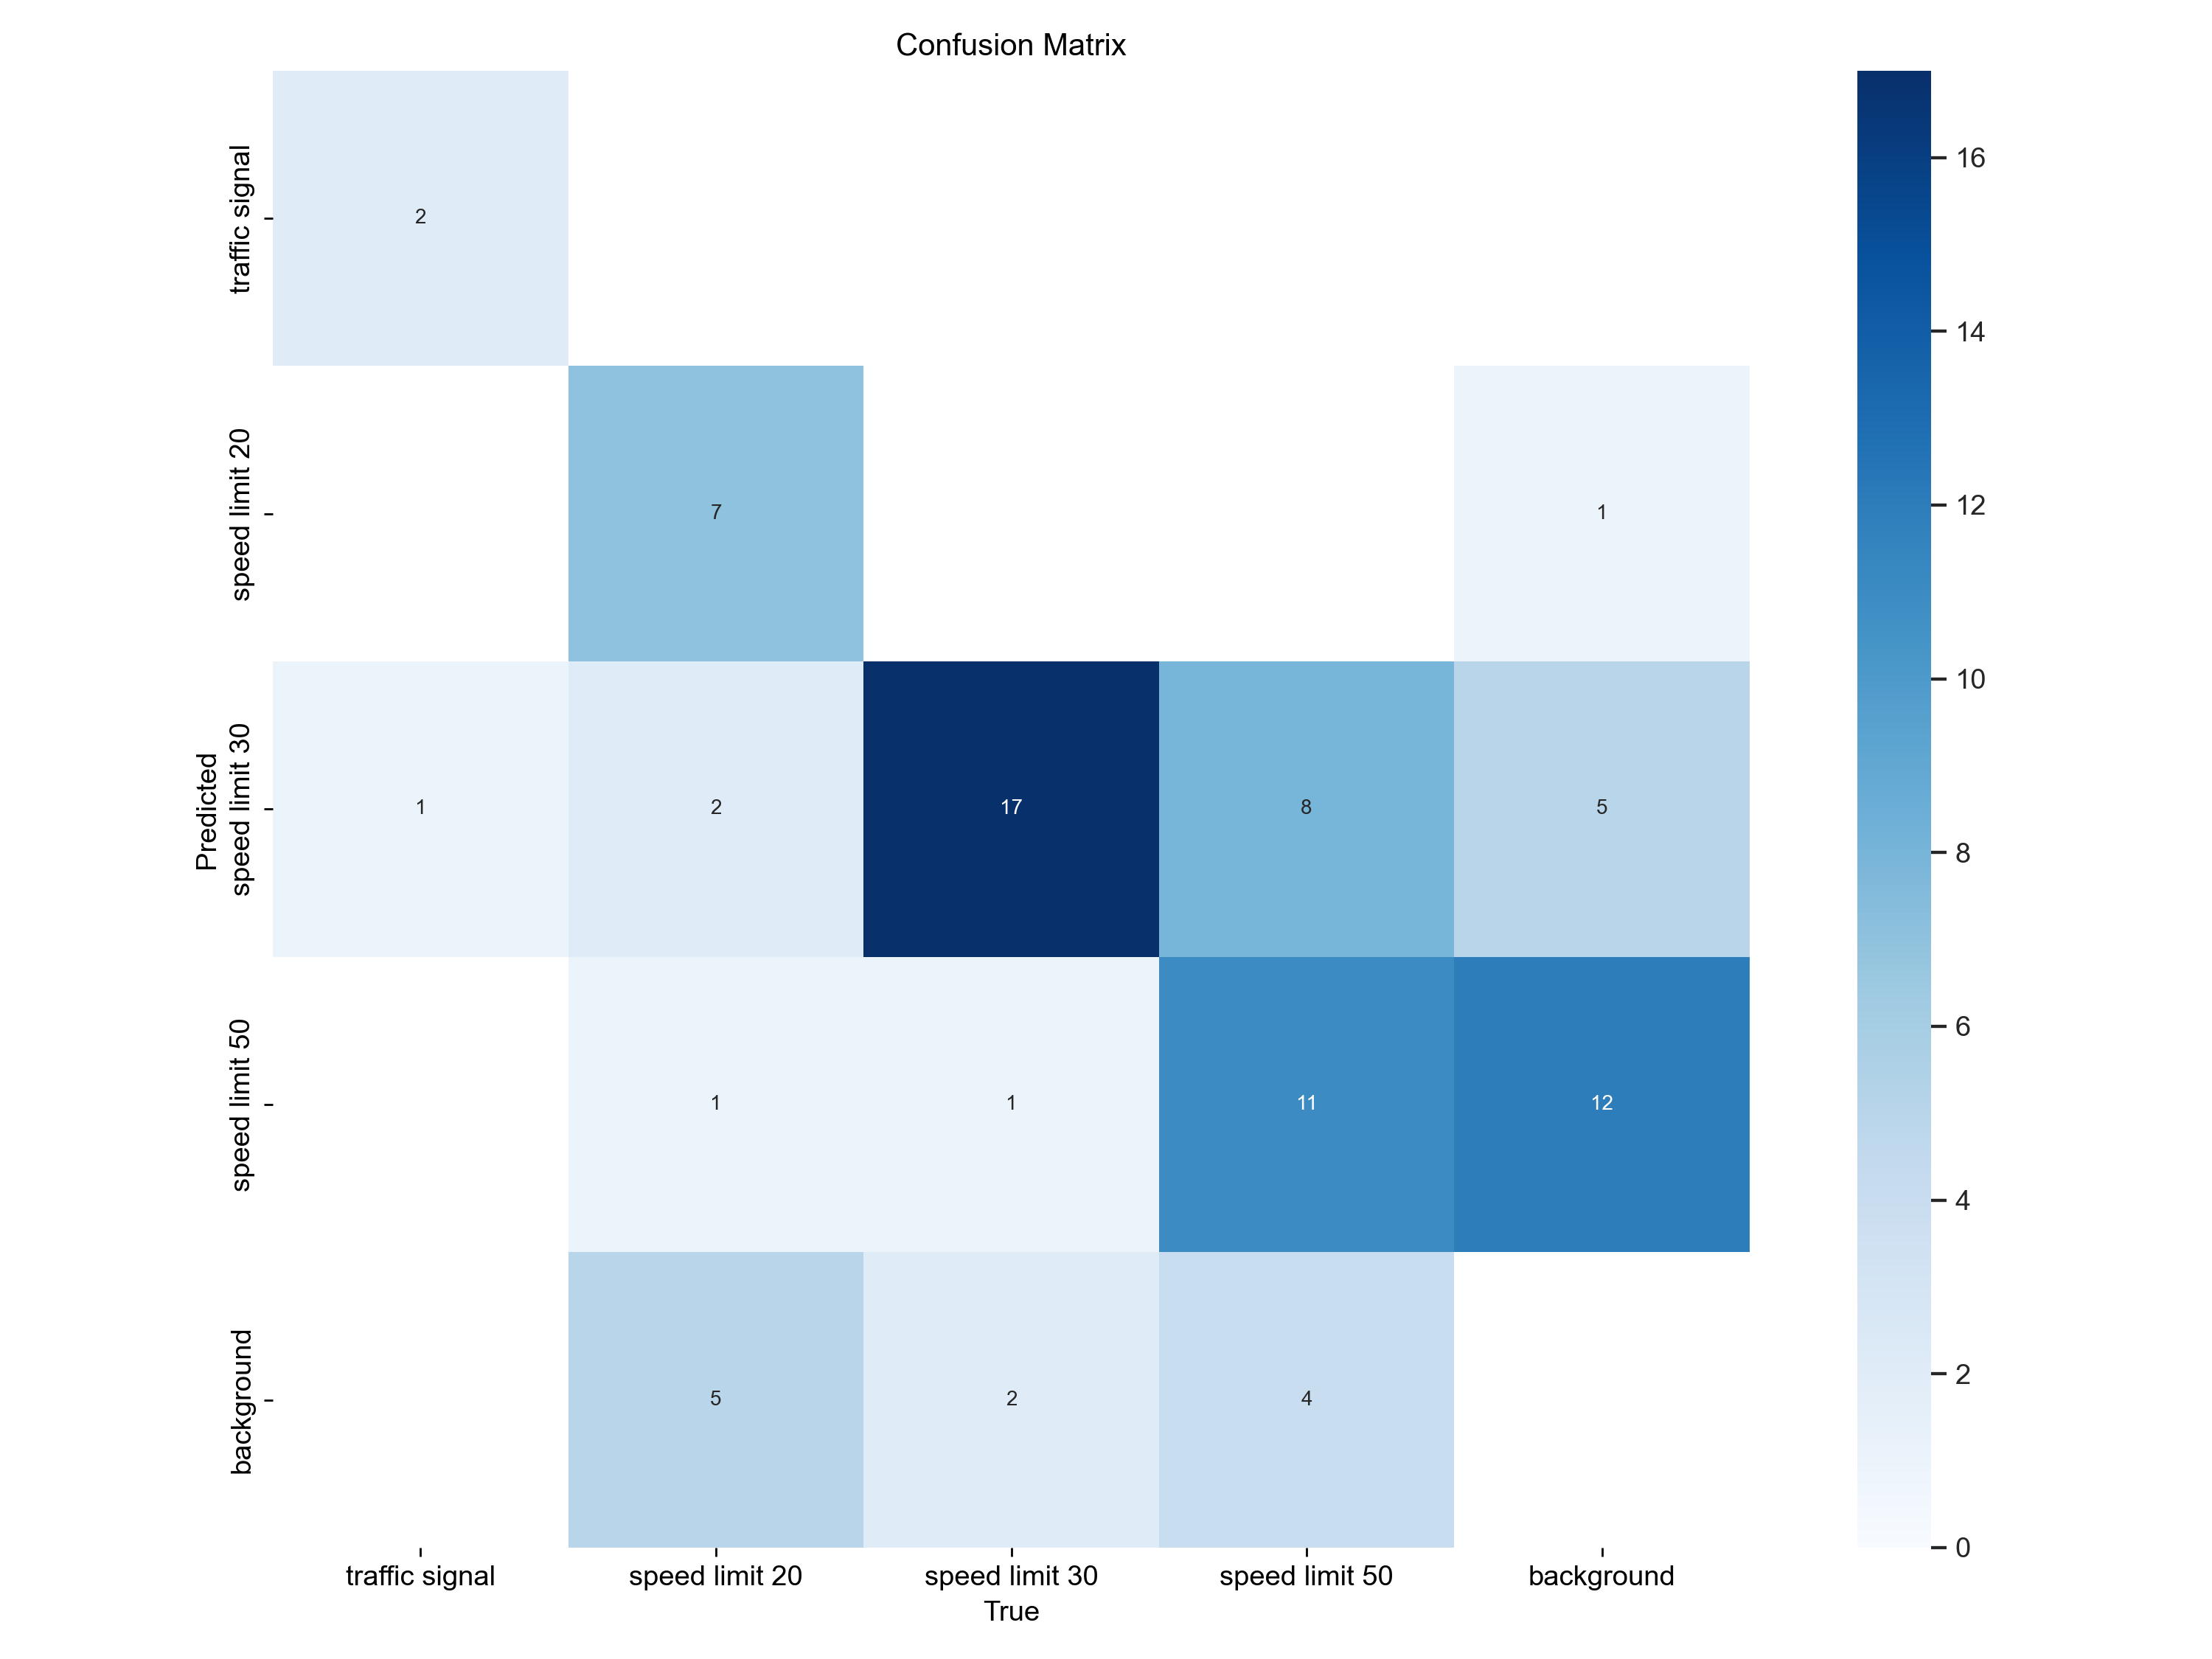 Confusion Matrix
traffic signal
2
speed limit 20
7
1
Predicted
speed limit 30
1
2
17
8
5
speed limit 50
1
1
11
12
background
5
2
4
traffic signal
speed limit 20
speed limit 30
speed limit 50
background
True
16
14
12
10
8
6
4
2
0